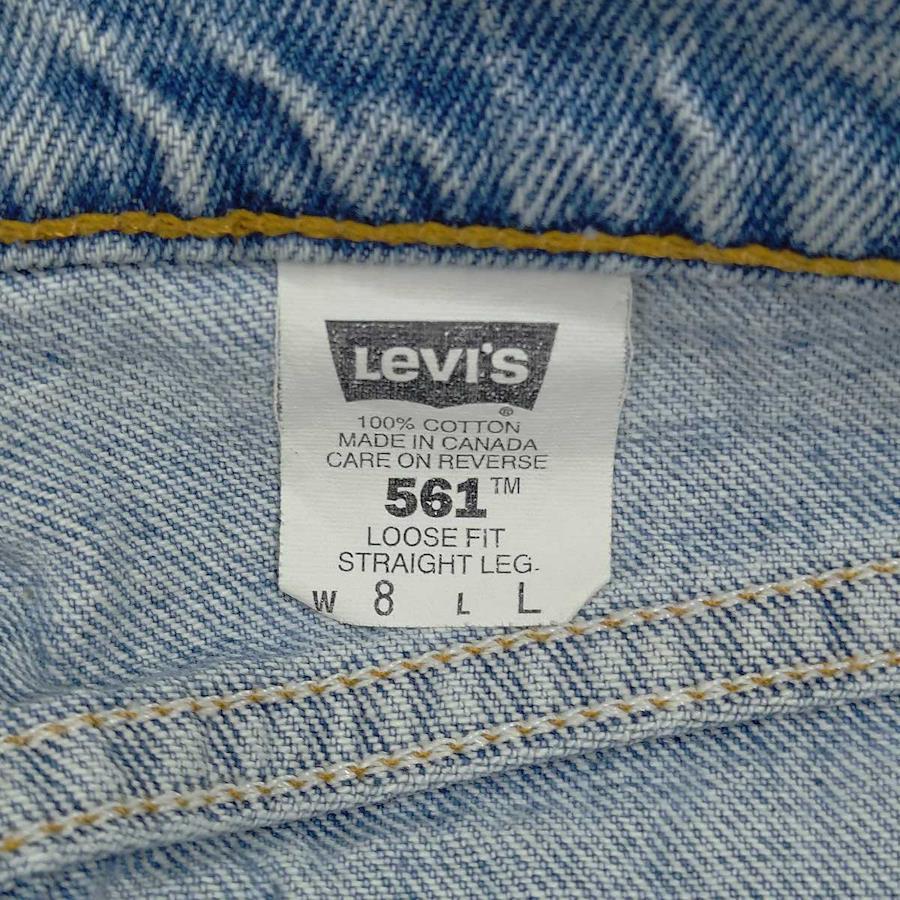 LEVI'S
®
100% COTTON
MADE IN CANADA
CARE ON REVERSE
561™
LOOSE FIT
STRAIGHT LEG.
W 8 L L